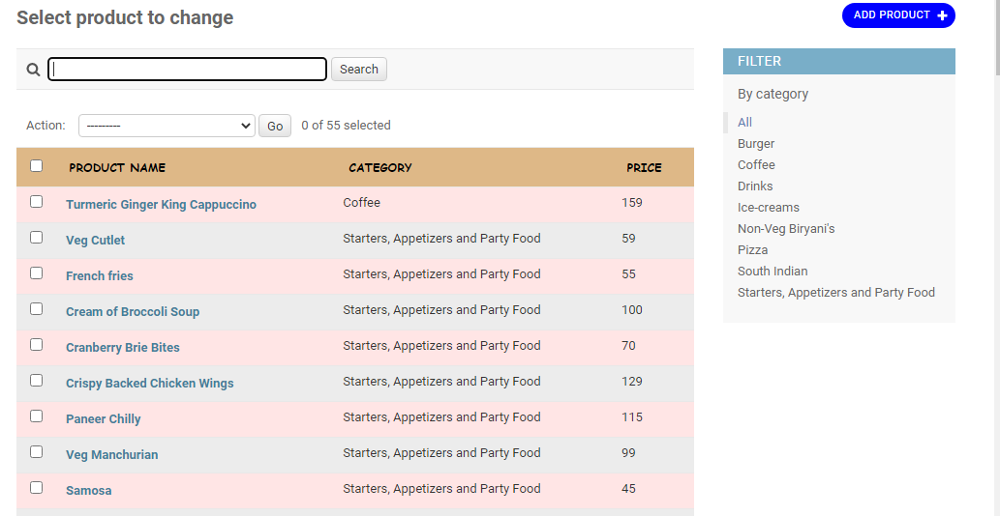 Select product to change
ADD PRODUCT +
Search
Action: --------- Go 0 of 55 selected
PRODUCT NAME CATEGORY PRICE
Turmeric Ginger King Cappuccino Coffee 159
Veg Cutlet Starters, Appetizers and Party Food 59
French fries Starters, Appetizers and Party Food 55
Cream of Broccoli Soup Starters, Appetizers and Party Food 100
Cranberry Brie Bites Starters, Appetizers and Party Food 70
Crispy Backed Chicken Wings Starters, Appetizers and Party Food 129
Paneer Chilly Starters, Appetizers and Party Food 115
Veg Manchurian Starters, Appetizers and Party Food 99
Samosa Starters, Appetizers and Party Food 45
FILTER
By category
All
Burger
Coffee
Drinks
Ice-creams
Non-Veg Biryani's
Pizza
South Indian
Starters, Appetizers and Party Food